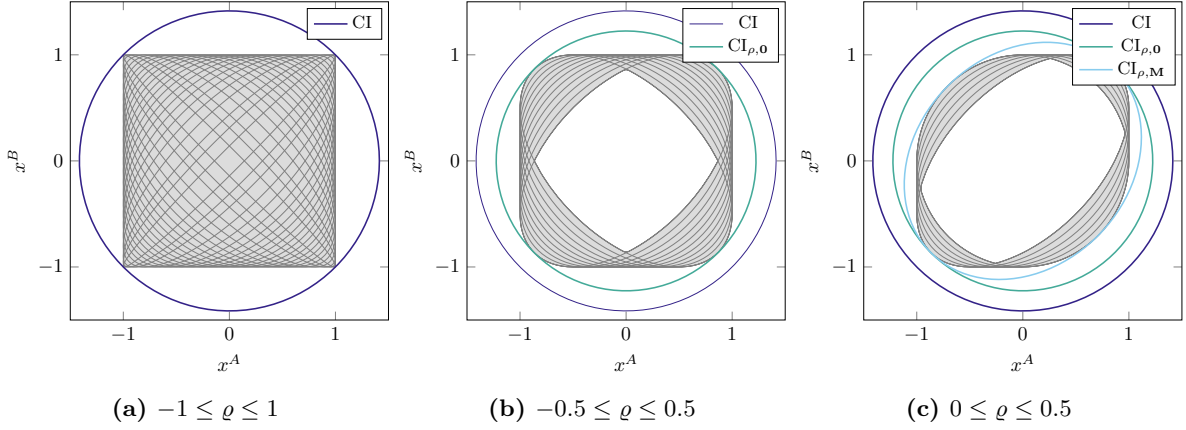 CI
1
0
−1
x^B
−1
0
1
x^A
(a) −1 ≤ ϱ ≤ 1
CI
CI_{ρ,𝟎}
1
0
−1
x^B
−1
0
1
x^A
(b) −0.5 ≤ ϱ ≤ 0.5
CI
CI_{ρ,𝟎}
CI_{ρ,𝐌}
1
0
−1
x^B
−1
0
1
x^A
(c) 0 ≤ ϱ ≤ 0.5